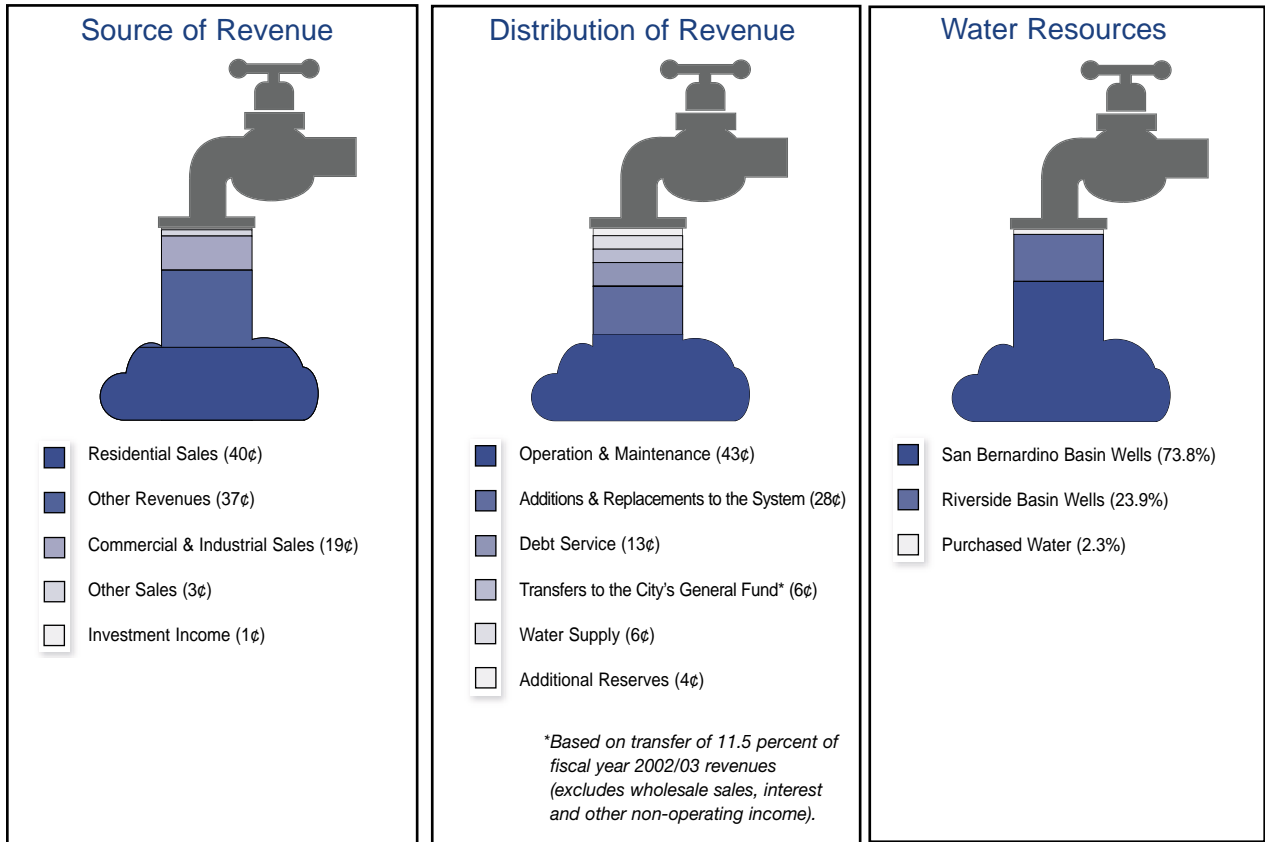 Source of Revenue
Residential Sales (40¢)
Other Revenues (37¢)
Commercial & Industrial Sales (19¢)
Other Sales (3¢)
Investment Income (1¢)
Distribution of Revenue
Operation & Maintenance (43¢)
Additions & Replacements to the System (28¢)
Debt Service (13¢)
Transfers to the City’s General Fund* (6¢)
Water Supply (6¢)
Additional Reserves (4¢)
*Based on transfer of 11.5 percent of
fiscal year 2002/03 revenues
(excludes wholesale sales, interest
and other non-operating income).
Water Resources
San Bernardino Basin Wells (73.8%)
Riverside Basin Wells (23.9%)
Purchased Water (2.3%)